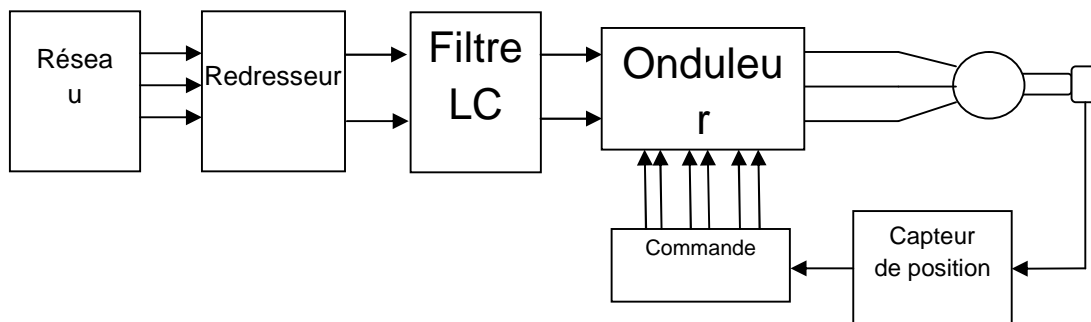 Résea
u
Redresseur
Filtre
LC
Onduleu
r
Commande
Capteur
de position